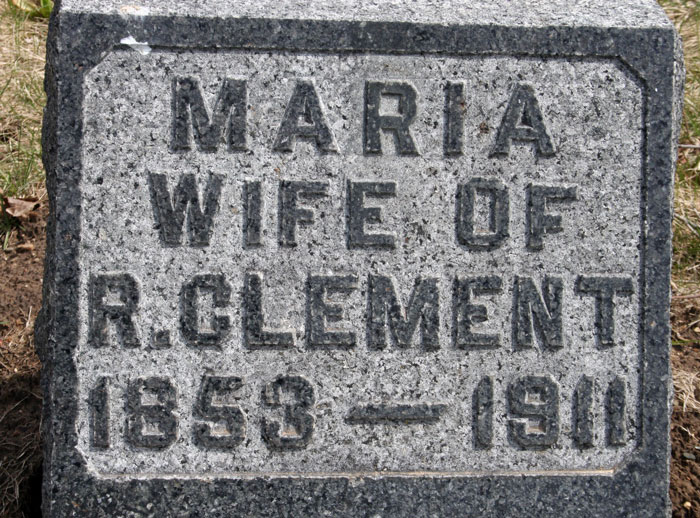 MARIA
WIFE OF
R. CLEMENT
1853 — 1911